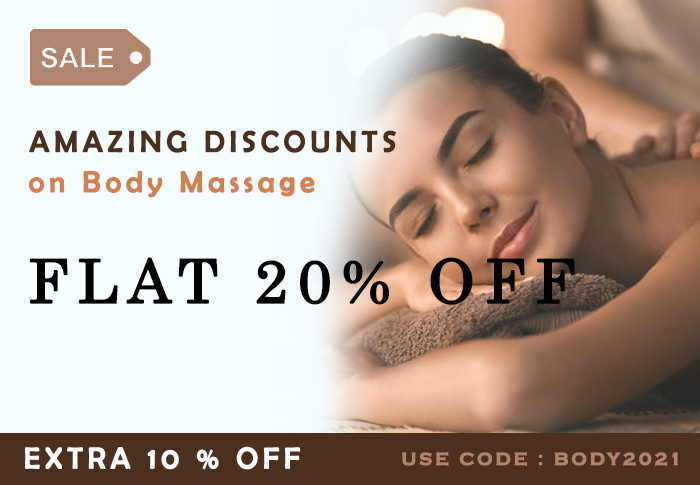 SALE
AMAZING DISCOUNTS
on Body Massage
FLAT 20% OFF
EXTRA 10 % OFF
USE CODE : BODY2021